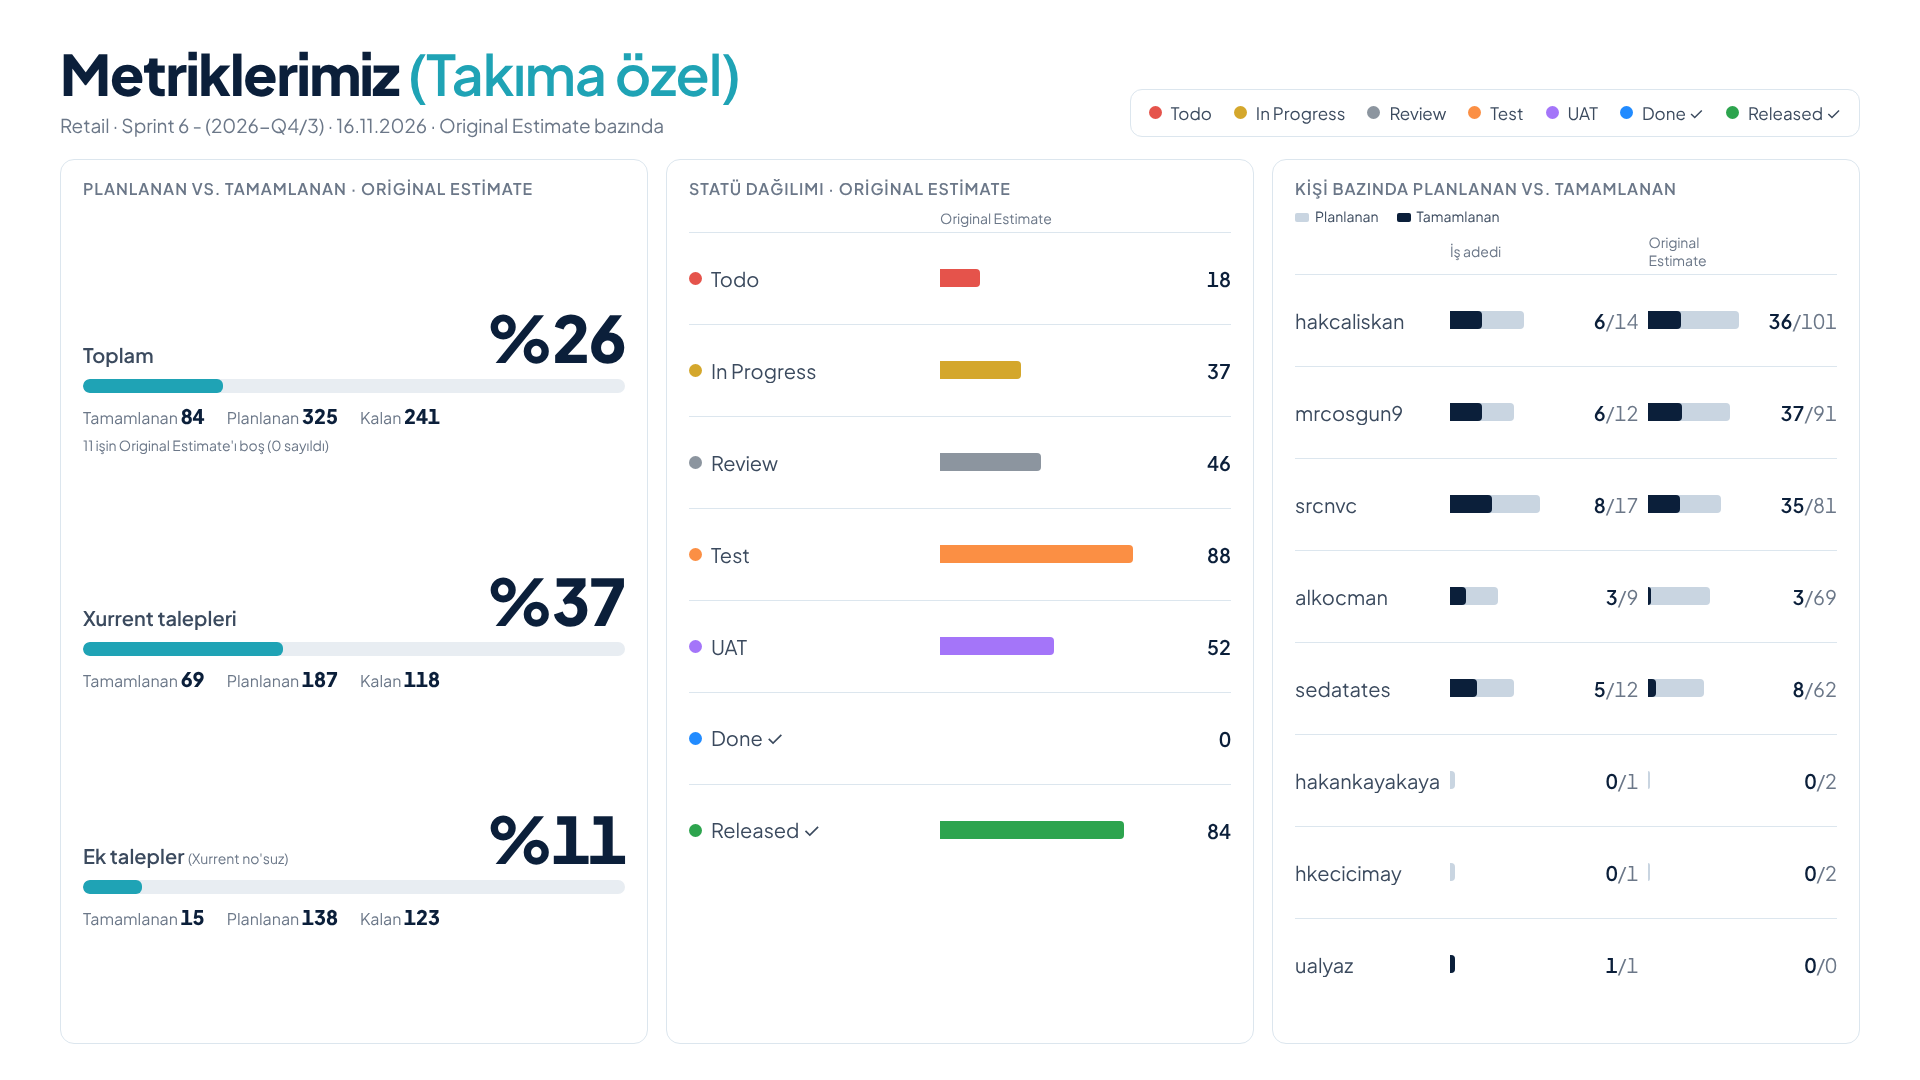 Metriklerimiz (Takıma özel)
Retail · Sprint 6 - (2026–Q4/3) · 16.11.2026 · Original Estimate bazında
Todo In Progress Review Test UAT Done ✓ Released ✓
PLANLANAN VS. TAMAMLANAN · ORİGİNAL ESTİMATE
Toplam %26
Tamamlanan 84 Planlanan 325 Kalan 241
11 işin Original Estimate'ı boş (0 sayıldı)
Xurrent talepleri %37
Tamamlanan 69 Planlanan 187 Kalan 118
Ek talepler (Xurrent no'suz) %11
Tamamlanan 15 Planlanan 138 Kalan 123
STATÜ DAĞILIMI · ORİGİNAL ESTİMATE
Original Estimate
Todo 18
In Progress 37
Review 46
Test 88
UAT 52
Done ✓ 0
Released ✓ 84
KİŞİ BAZINDA PLANLANAN VS. TAMAMLANAN
Planlanan Tamamlanan
İş adedi Original
Estimate
hakcaliskan 6/14 36/101
mrcosgun9 6/12 37/91
srcnvc 8/17 35/81
alkocman 3/9 3/69
sedatates 5/12 8/62
hakankayakaya 0/1 0/2
hkecicimay 0/1 0/2
ualyaz 1/1 0/0